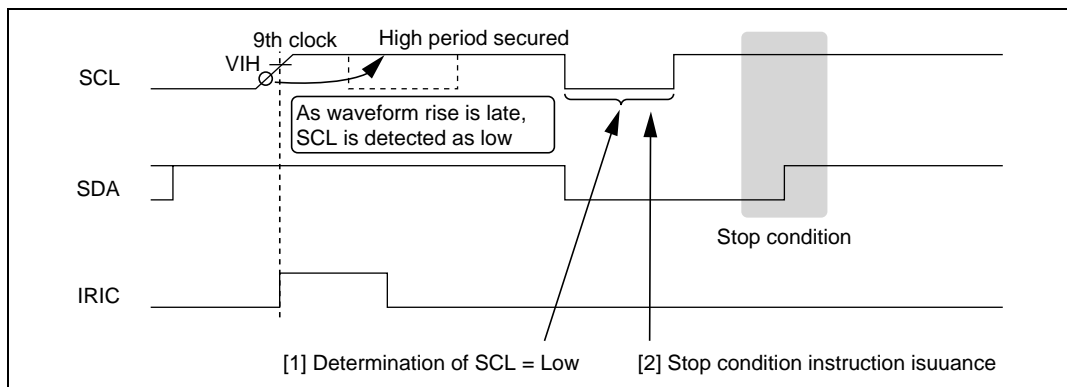 9th clock
High period secured
VIH
SCL
As waveform rise is late,
SCL is detected as low
SDA
Stop condition
IRIC
[1] Determination of SCL = Low
[2] Stop condition instruction isuuance